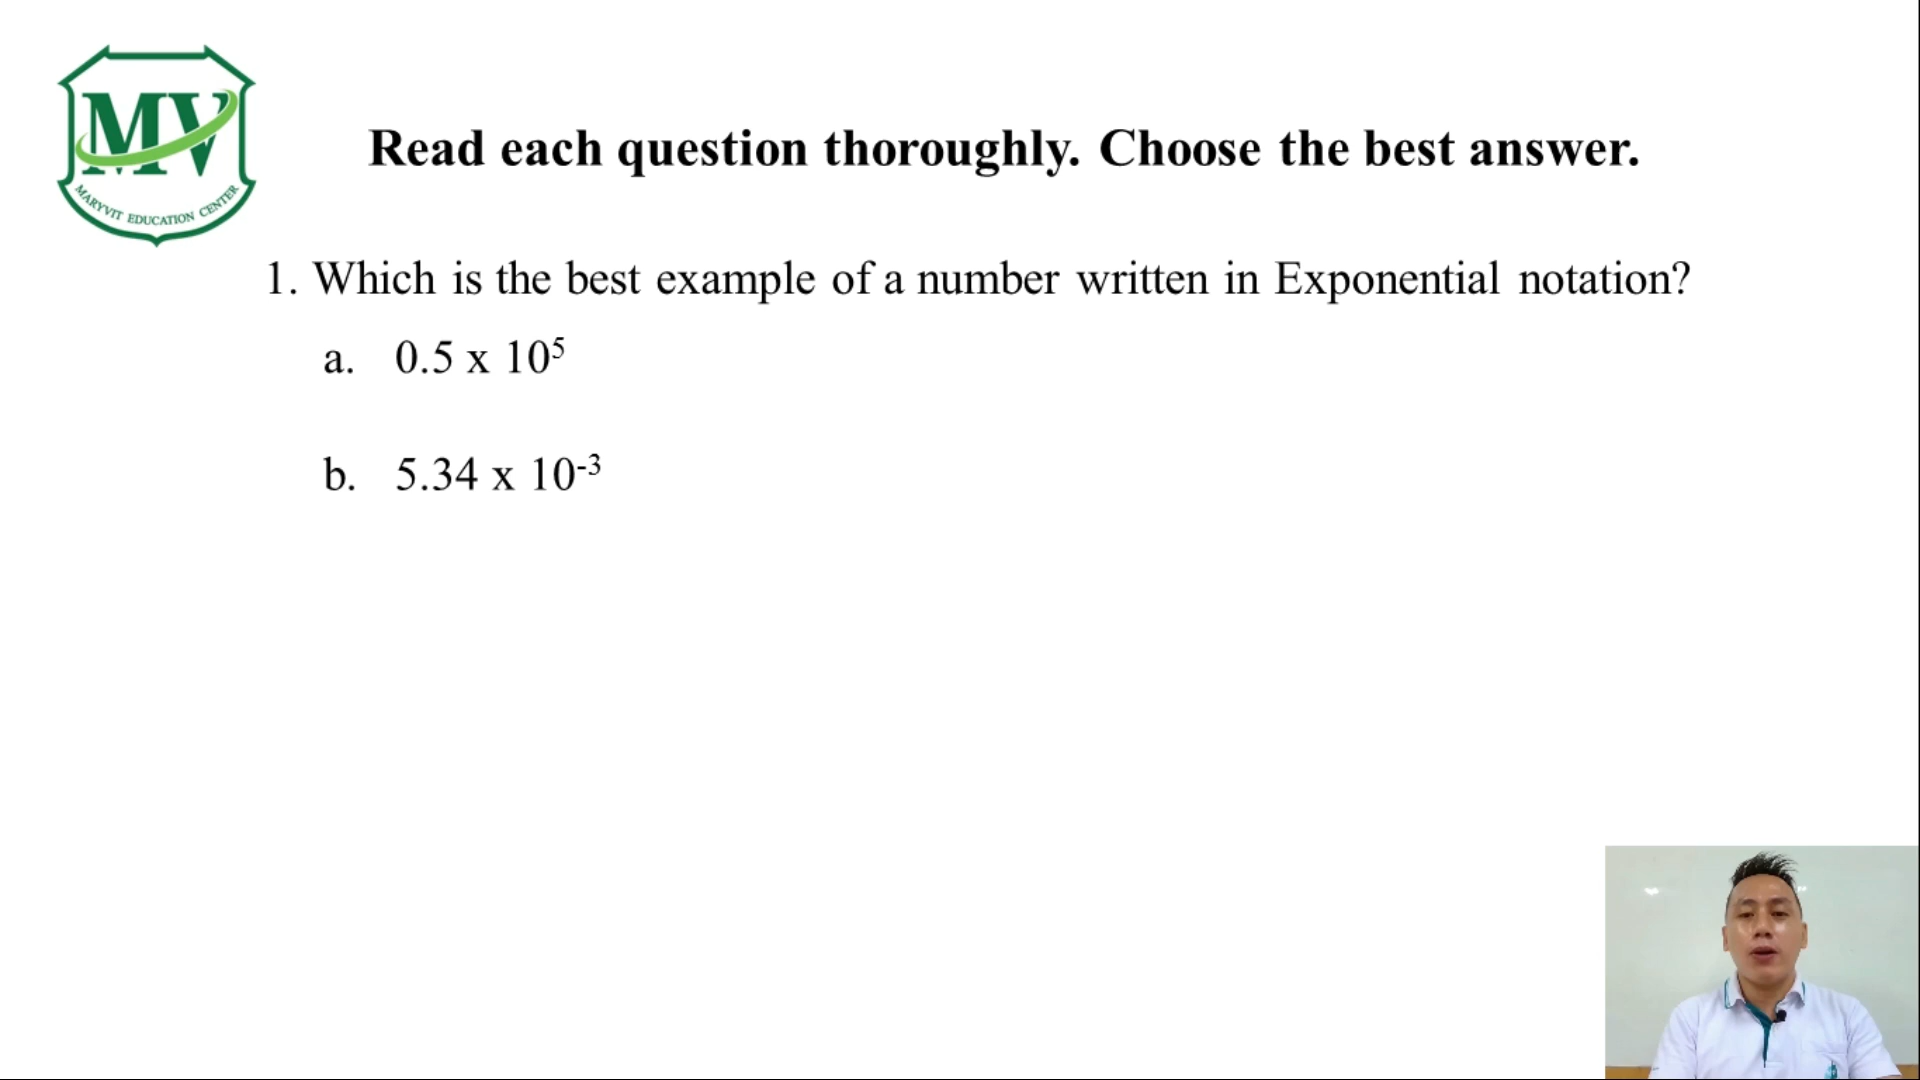 MV
MARYVIT EDUCATION CENTER
Read each question thoroughly. Choose the best answer.
1. Which is the best example of a number written in Exponential notation?
a. 0.5 x 10⁵
b. 5.34 x 10⁻³